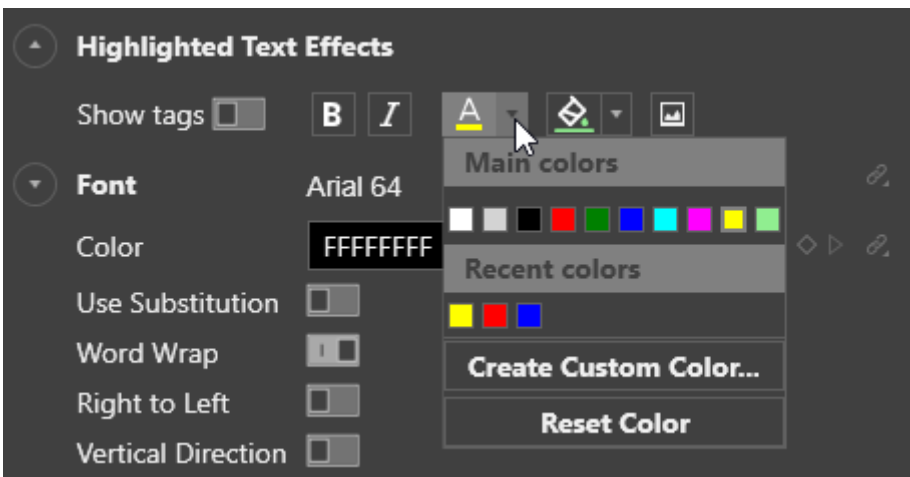 Highlighted Text Effects
Show tags B I A
Main colors
Font Arial 64
Color FFFFFFFF
Recent colors
Use Substitution
Word Wrap
Create Custom Color...
Right to Left
Reset Color
Vertical Direction